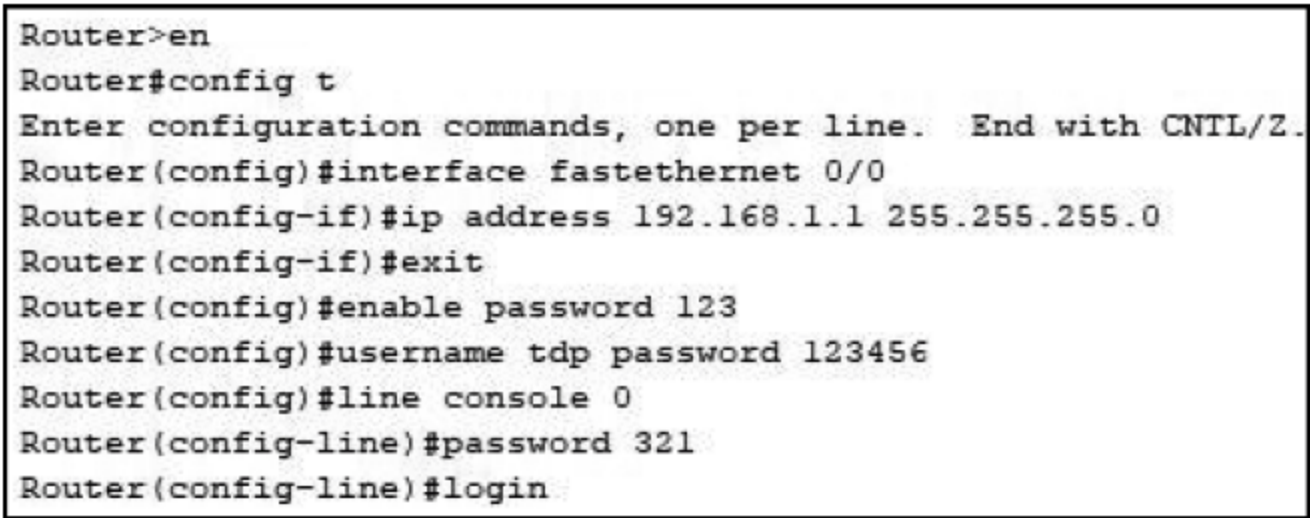 Router>en
Router#config t
Enter configuration commands, one per line.  End with CNTL/Z.
Router(config)#interface fastethernet 0/0
Router(config-if)#ip address 192.168.1.1 255.255.255.0
Router(config-if)#exit
Router(config)#enable password 123
Router(config)#username tdp password 123456
Router(config)#line console 0
Router(config-line)#password 321
Router(config-line)#login